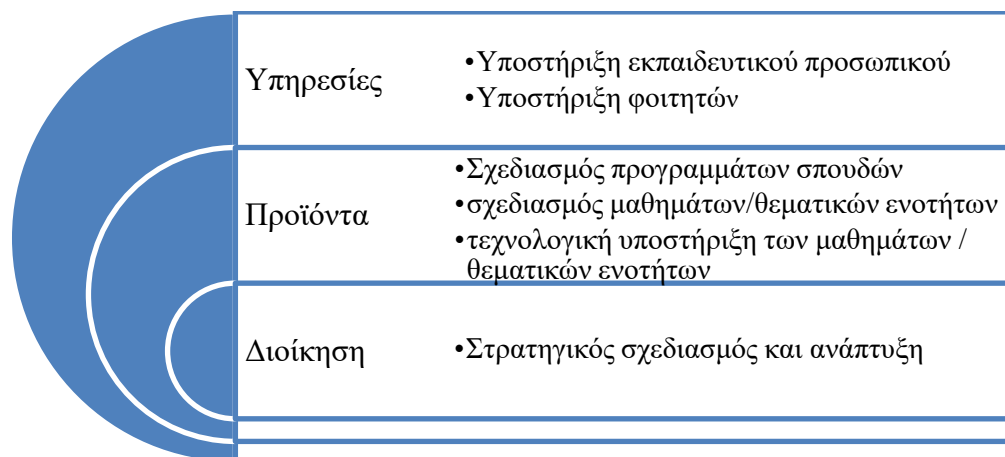 Υπηρεσίες
•Υποστήριξη εκπαιδευτικού προσωπικού
•Υποστήριξη φοιτητών
Προϊόντα
•Σχεδιασμός προγραμμάτων σπουδών
•σχεδιασμός μαθημάτων/θεματικών ενοτήτων
•τεχνολογική υποστήριξη των μαθημάτων /
θεματικών ενοτήτων
Διοίκηση
•Στρατηγικός σχεδιασμός και ανάπτυξη